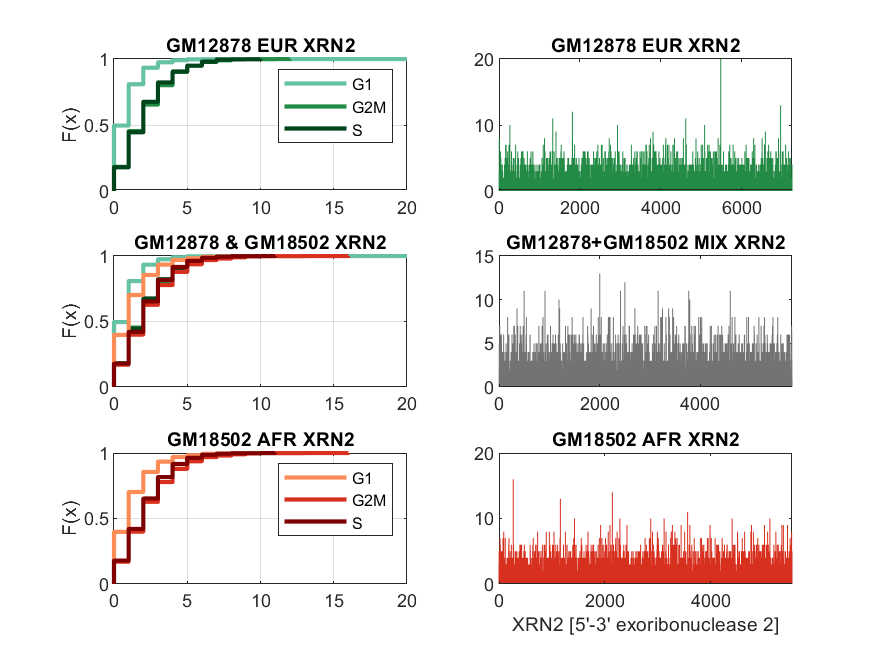 GM12878 EUR XRN2
F(x)
1
0.5
0
0 5 10 15 20
G1
G2M
S
GM12878 EUR XRN2
20
10
0
0 2000 4000 6000
GM12878 & GM18502 XRN2
F(x)
1
0.5
0
0 5 10 15 20
GM12878+GM18502 MIX XRN2
15
10
5
0
0 2000 4000
GM18502 AFR XRN2
F(x)
1
0.5
0
0 5 10 15 20
G1
G2M
S
GM18502 AFR XRN2
20
10
0
0 2000 4000
XRN2 [5'-3' exoribonuclease 2]